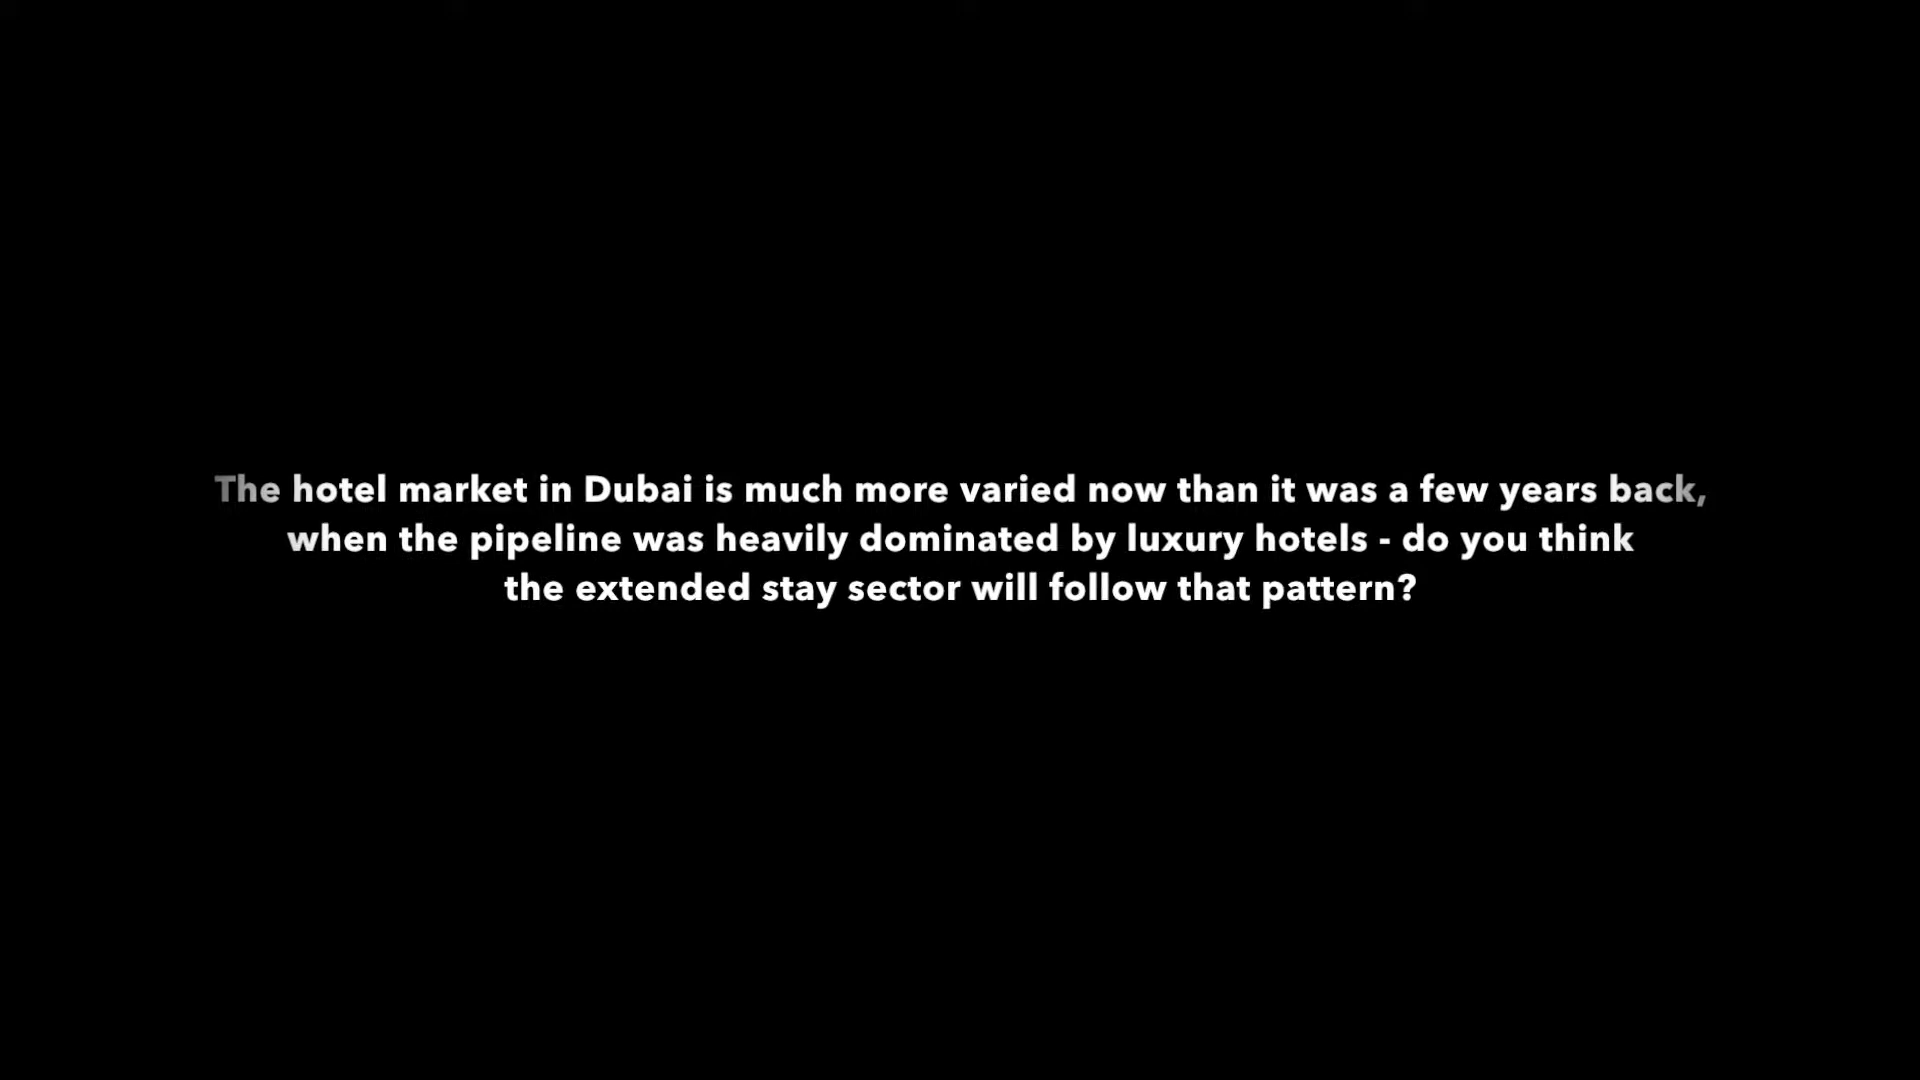 The hotel market in Dubai is much more varied now than it was a few years back,
when the pipeline was heavily dominated by luxury hotels - do you think
the extended stay sector will follow that pattern?